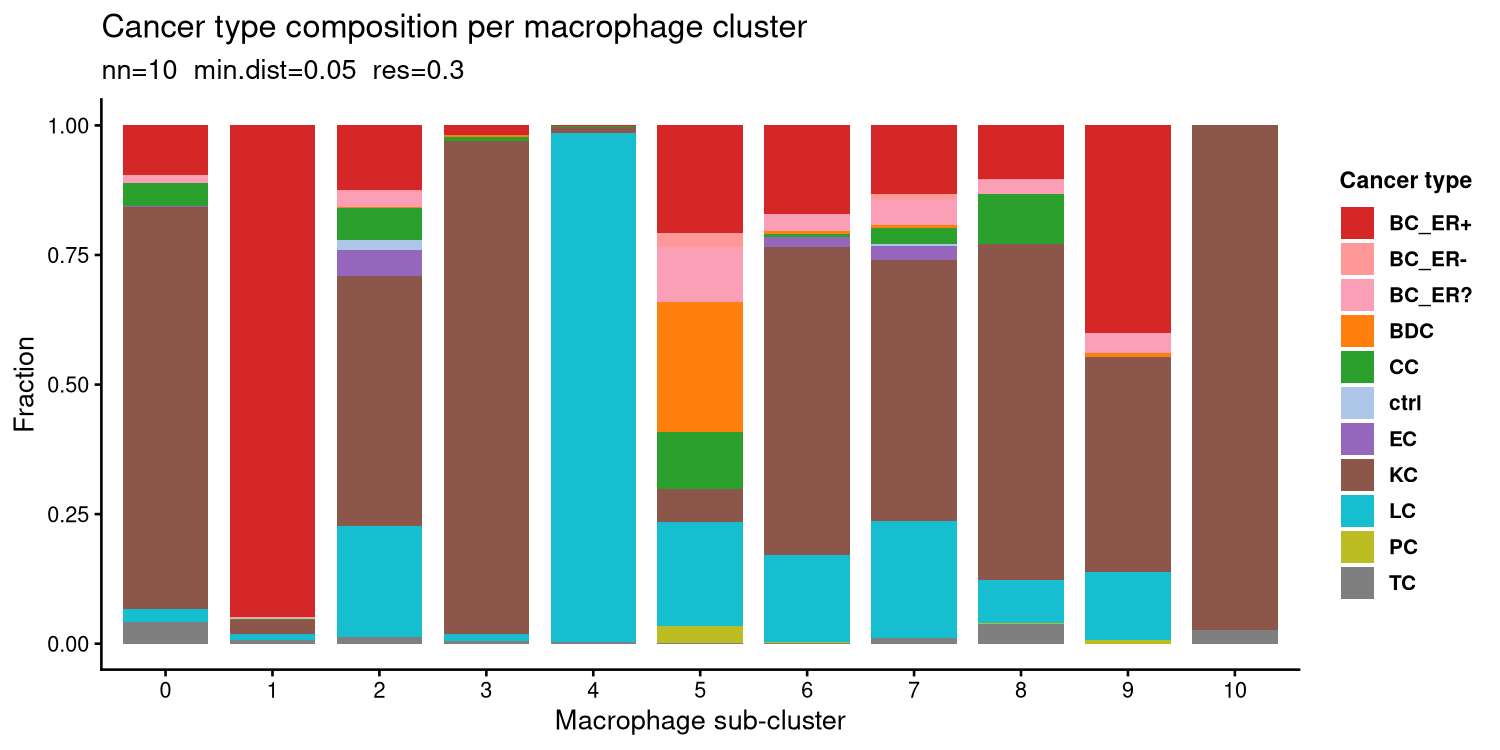 Cancer type composition per macrophage cluster
nn=10  min.dist=0.05  res=0.3
Fraction
1.00
0.75
0.50
0.25
0.00
0 1 2 3 4 5 6 7 8 9 10
Macrophage sub-cluster
Cancer type
BC_ER+
BC_ER-
BC_ER?
BDC
CC
ctrl
EC
KC
LC
PC
TC